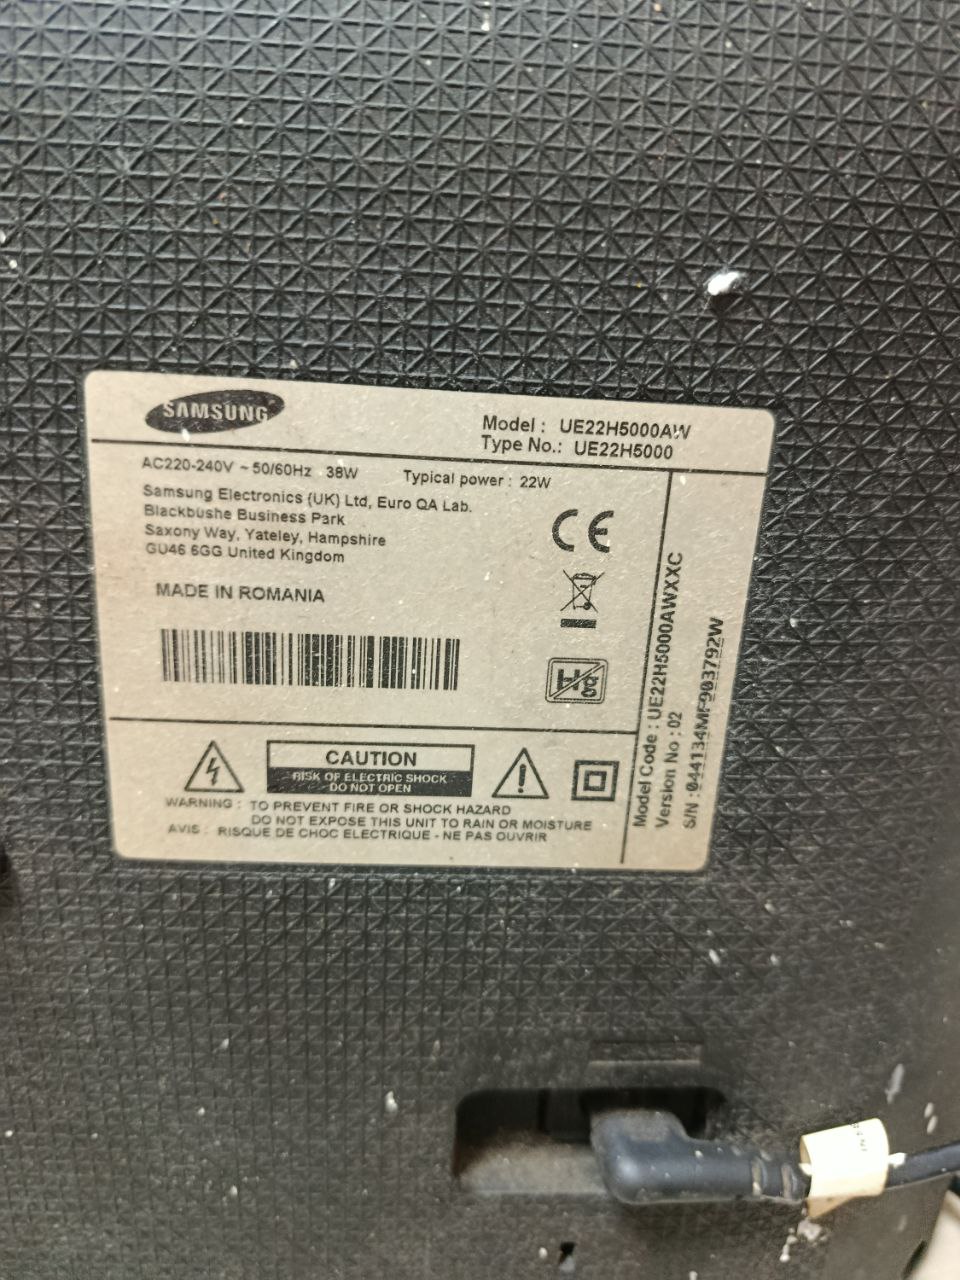 SAMSUNG
Model : UE22H5000AW
Type No.: UE22H5000
AC220-240V ~ 50/60Hz 38W Typical power : 22W
Samsung Electronics (UK) Ltd, Euro QA Lab.
Blackbushe Business Park
Saxony Way, Yateley, Hampshire
GU46 6GG United Kingdom
MADE IN ROMANIA
CE
Hg
CAUTION
RISK OF ELECTRIC SHOCK
DO NOT OPEN
WARNING : TO PREVENT FIRE OR SHOCK HAZARD
DO NOT EXPOSE THIS UNIT TO RAIN OR MOISTURE
AVIS : RISQUE DE CHOC ELECTRIQUE - NE PAS OUVRIR
Model Code : UE22H5000AWXXC
Version No : 02
S/N : 044134MF903792W